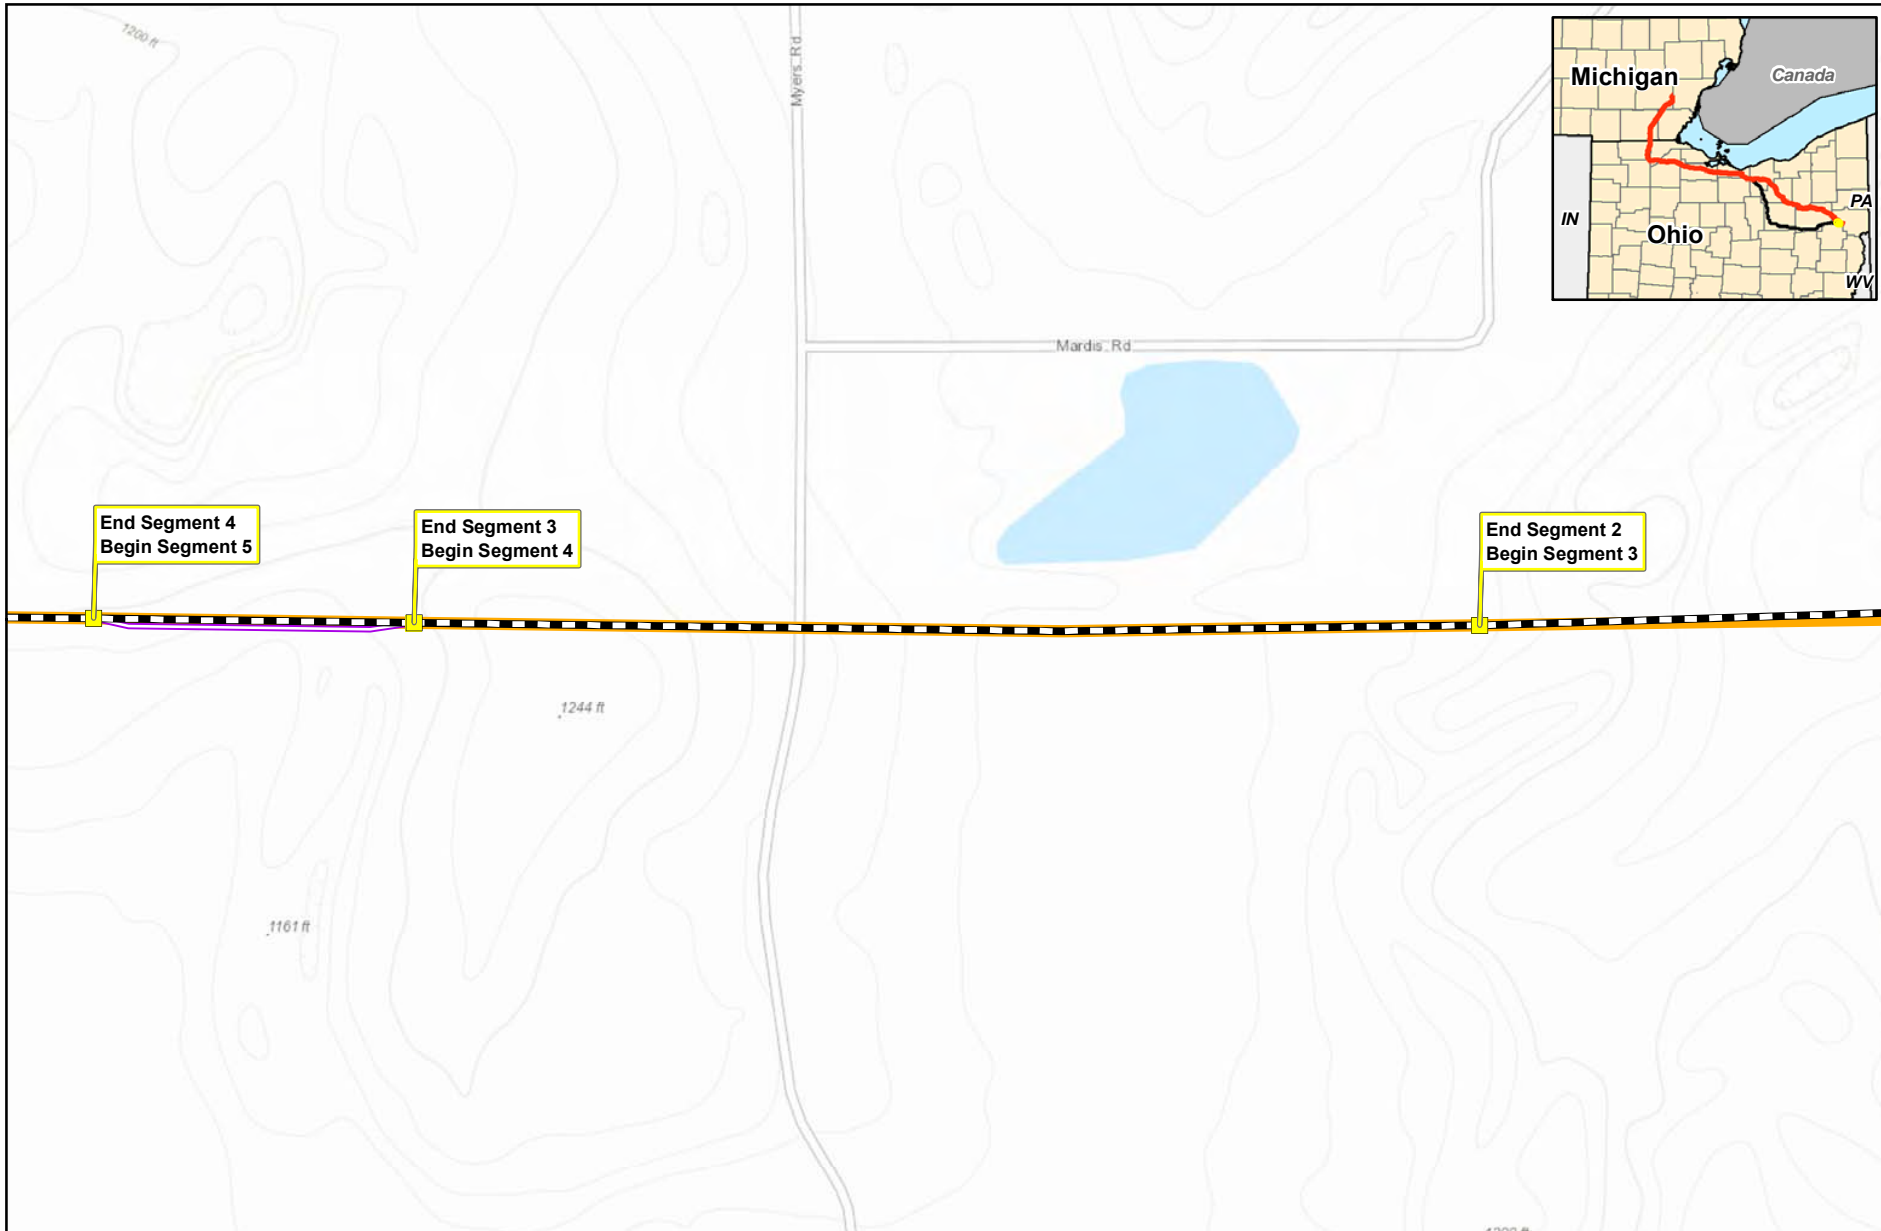 1200 ft
Myers Rd
Michigan
Canada
IN
Ohio
PA
WV
Mardis Rd
End Segment 4
Begin Segment 5
End Segment 3
Begin Segment 4
End Segment 2
Begin Segment 3
1244 ft
1161 ft